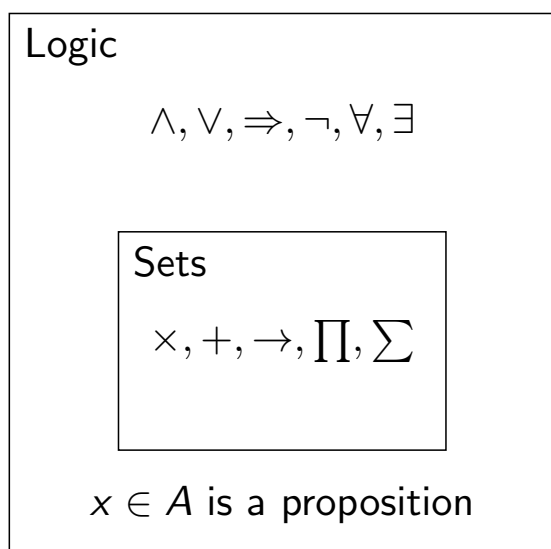 Logic
∧, ∨, ⇒, ¬, ∀, ∃
Sets
×, +, →, ∏, ∑
x ∈ A is a proposition